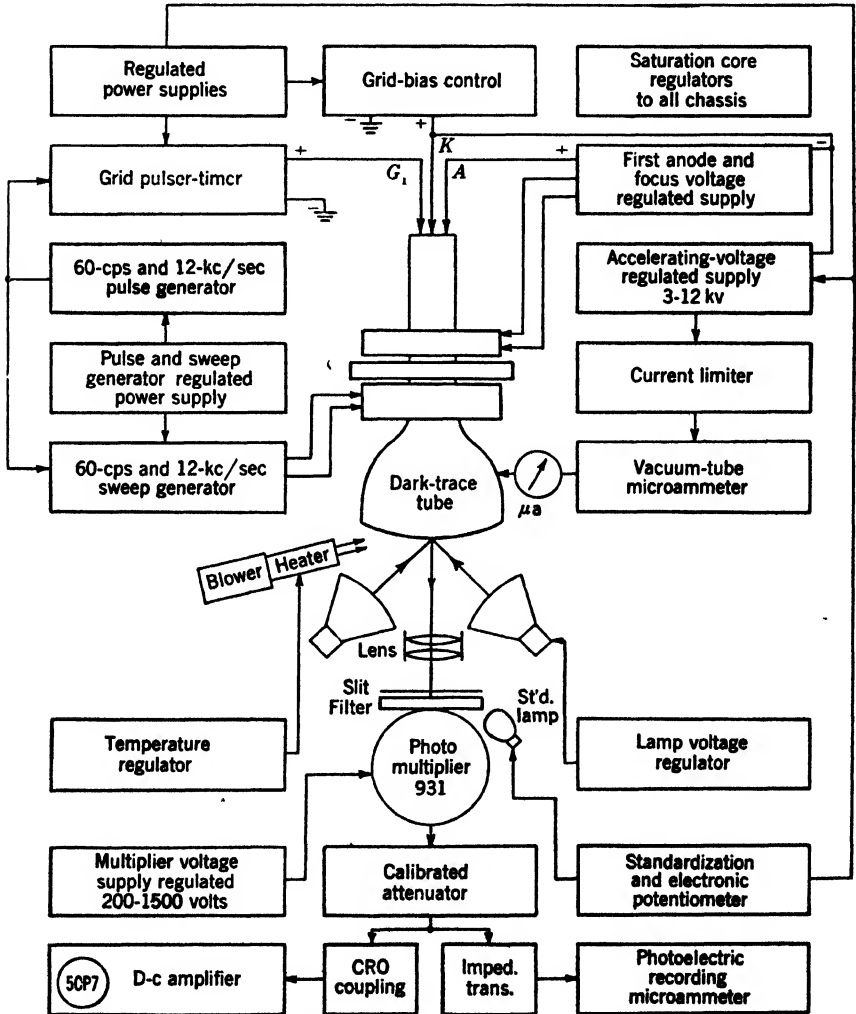 Regulated
power supplies
Grid-bias control
Saturation core
regulators
to all chassis
-
+
K
Grid pulser-timer
+
-
G₁
A
+
-
First anode and
focus voltage
regulated supply
60-cps and 12-kc/sec
pulse generator
Accelerating-voltage
regulated supply
3-12 kv
Pulse and sweep
generator regulated
power supply
Current limiter
60-cps and 12-kc/sec
sweep generator
Dark-trace
tube
μa
Vacuum-tube
microammeter
Blower
Heater
Lens
Slit
Filter
St'd.
lamp
Temperature
regulator
Photo
multiplier
931
Lamp voltage
regulator
Multiplier voltage
supply regulated
200-1500 volts
Calibrated
attenuator
Standardization
and electronic
potentiometer
5CP7
D-c amplifier
CRO
coupling
Imped.
trans.
Photoelectric
recording
microammeter